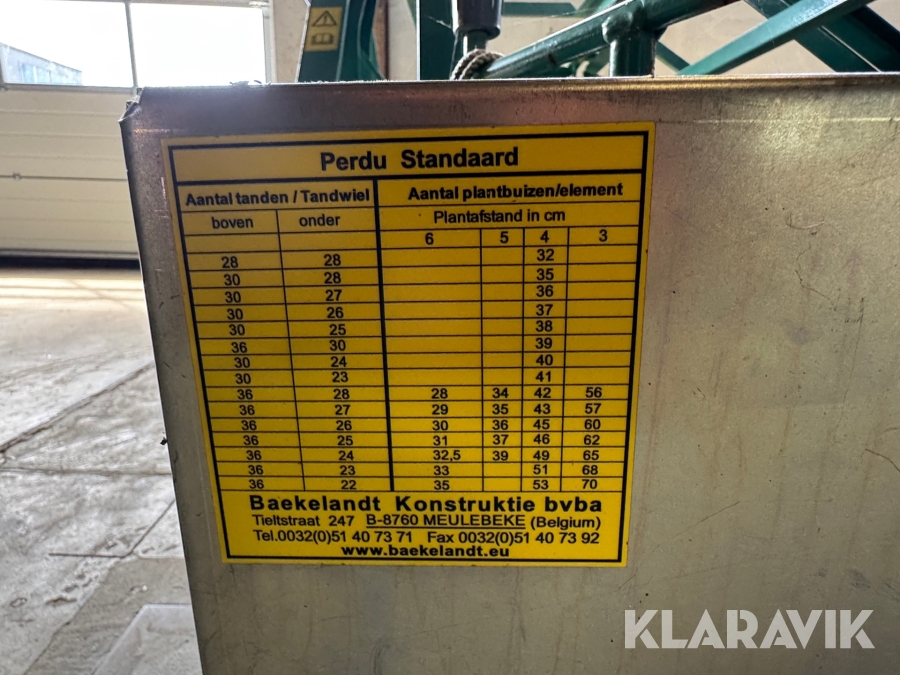 Perdu Standaard
Aantal tanden / Tandwiel Aantal plantbuizen/element
boven onder Plantafstand in cm
6 5 4 3
32
28 28
30 28 35
30 27 36
30 26 37
30 25 38
36 30 39
30 24 40
30 23 41
36 28 28 34 42 56
36 27 29 35 43 57
36 26 30 36 45 60
36 25 31 37 46 62
36 24 32,5 39 49 65
36 23 33 51 68
36 22 35 53 70
Baekelandt Konstruktie bvba
Tieltstraat 247 B-8760 MEULEBEKE (Belgium)
Tel.0032(0)51 40 73 71 Fax 0032(0)51 40 73 92
www.baekelandt.eu
KLARAVIK